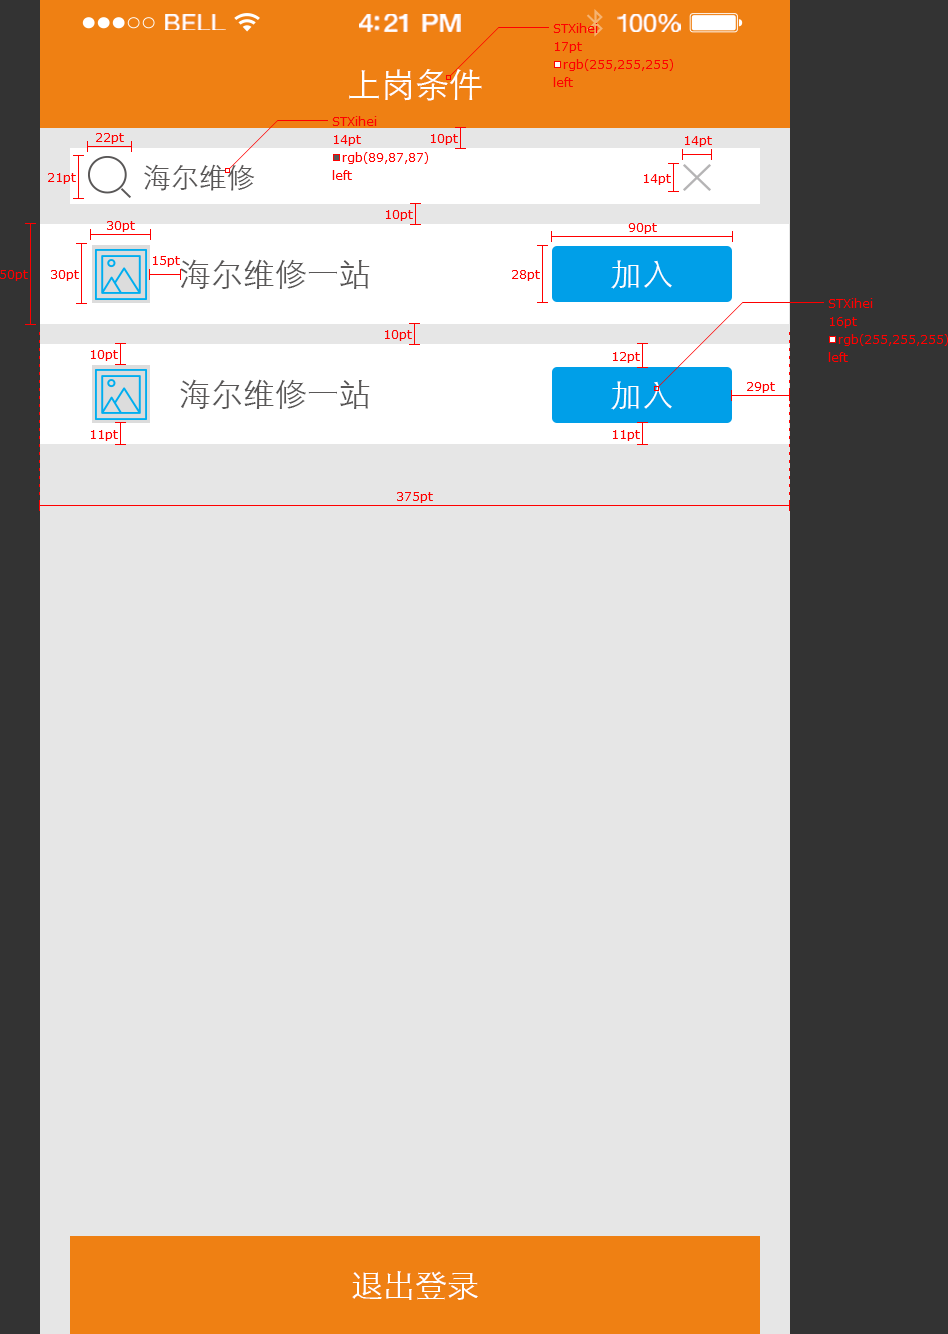 BELL 4:21 PM 100%
上岗条件
STXihei
17pt
rgb(255,255,255)
left
STXihei
14pt
rgb(89,87,87)
left
22pt
10pt
14pt
21pt
海尔维修
14pt
10pt
30pt
90pt
50pt
30pt
15pt
海尔维修一站
28pt
加入
STXihei
16pt
rgb(255,255,255)
left
10pt
10pt
12pt
海尔维修一站
加入
29pt
11pt
11pt
375pt
退出登录